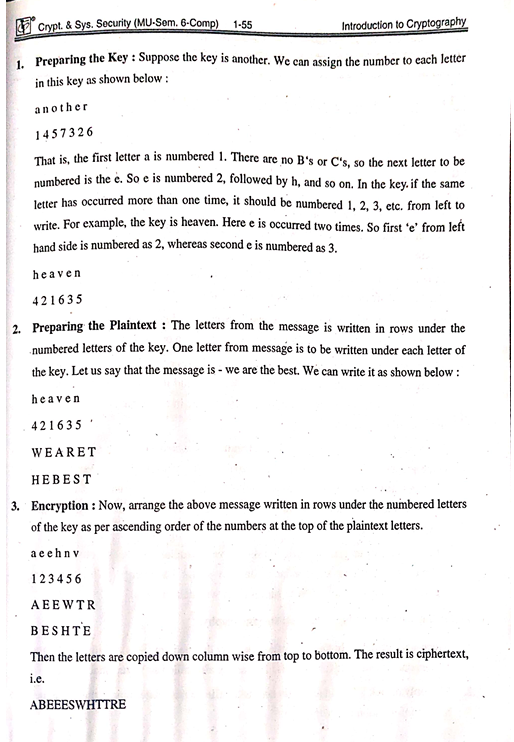 Crypt. & Sys. Security (MU-Sem. 6-Comp) 1-55 Introduction to Cryptography
1. Preparing the Key : Suppose the key is another. We can assign the number to each letter
in this key as shown below :
a n o t h e r
1 4 5 7 3 2 6
That is, the first letter a is numbered 1. There are no B's or C's, so the next letter to be
numbered is the e. So e is numbered 2, followed by h, and so on. In the key. if the same
letter has occurred more than one time, it should be numbered 1, 2, 3, etc. from left to
write. For example, the key is heaven. Here e is occurred two times. So first 'e' from left
hand side is numbered as 2, whereas second e is numbered as 3.
h e a v e n
4 2 1 6 3 5
2. Preparing the Plaintext : The letters from the message is written in rows under the
numbered letters of the key. One letter from message is to be written under each letter of
the key. Let us say that the message is - we are the best. We can write it as shown below :
h e a v e n
4 2 1 6 3 5
W E A R E T
H E B E S T
3. Encryption : Now, arrange the above message written in rows under the numbered letters
of the key as per ascending order of the numbers at the top of the plaintext letters.
a e e h n v
1 2 3 4 5 6
A E E W T R
B E S H T E
Then the letters are copied down column wise from top to bottom. The result is ciphertext,
i.e.
ABEEESWHTTRE